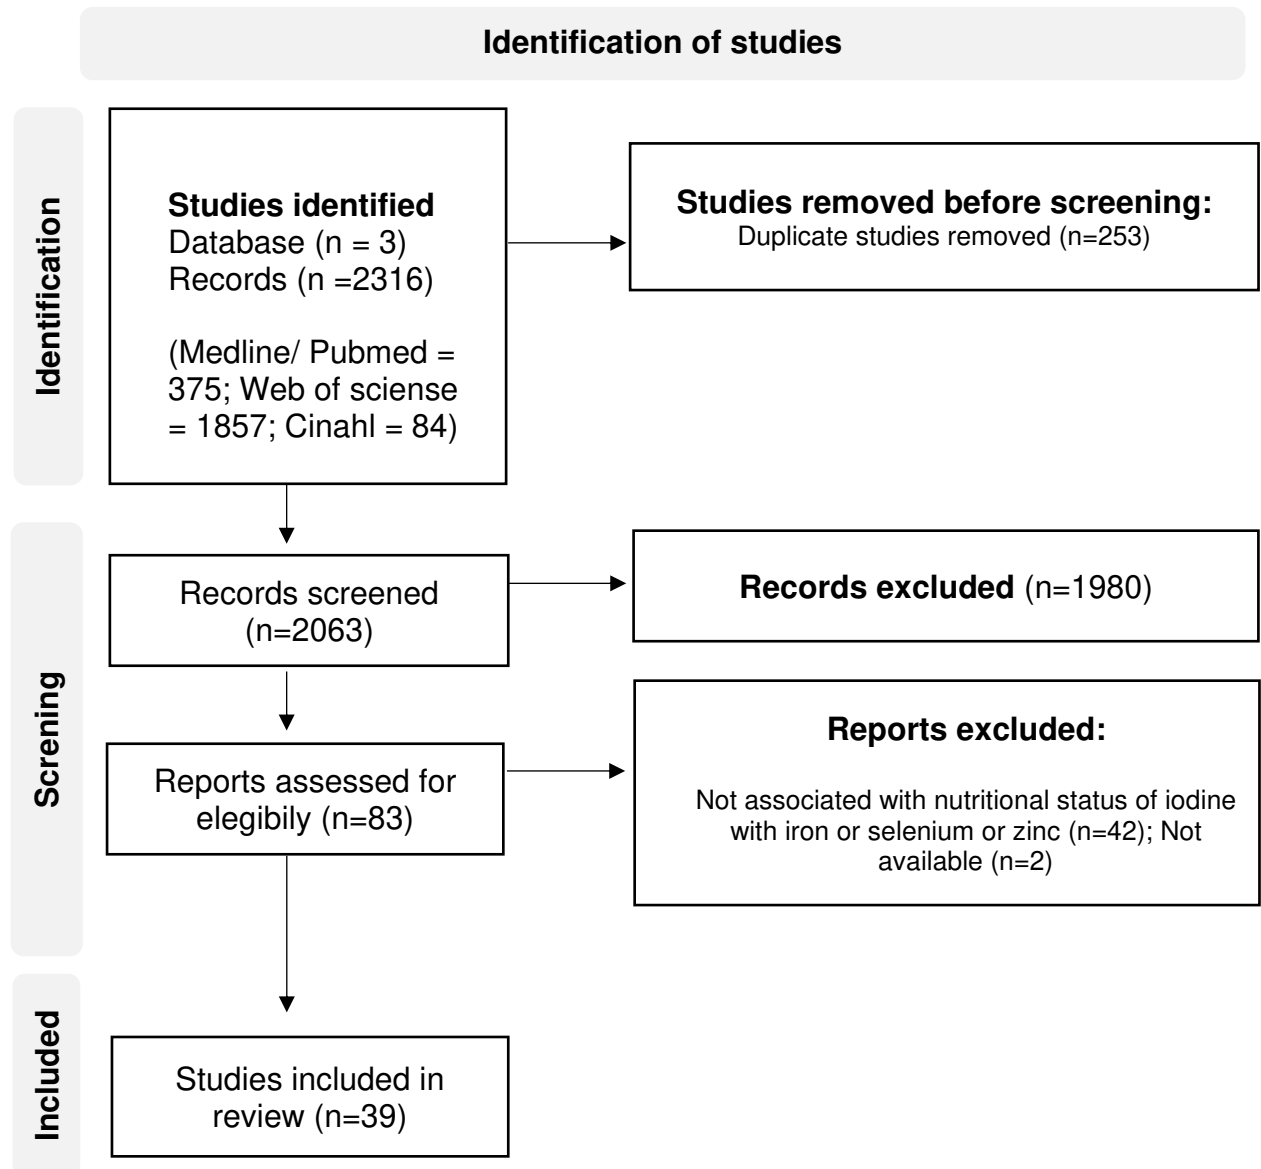 Identification of studies
Identification
Studies identified
Database (n = 3)
Records (n =2316)
(Medline/ Pubmed =
375; Web of sciense
= 1857; Cinahl = 84)
Studies removed before screening:
Duplicate studies removed (n=253)
Screning
Records screened
(n=2063)
Records excluded (n=1980)
Reports assessed for
elegibily (n=83)
Reports excluded:
Not associated with nutritional status of iodine
with iron or selenium or zinc (n=42); Not
available (n=2)
Included
Studies included in
review (n=39)